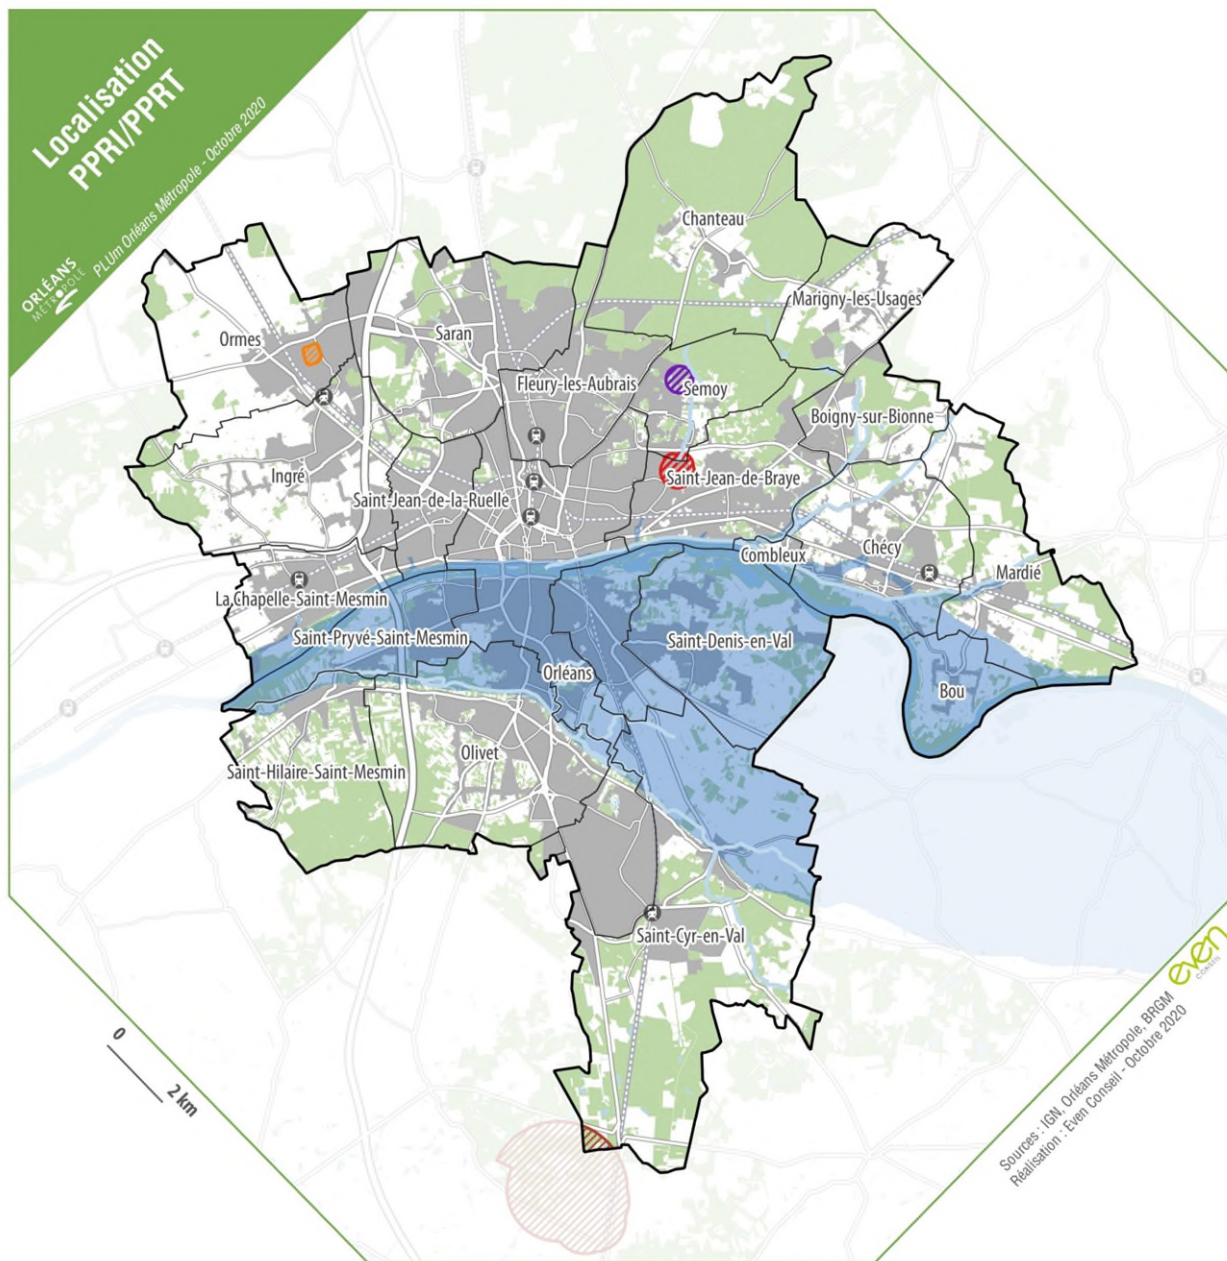 Localisation
PPRI/PPRT
PLUm Orléans Métropole - Octobre 2020
ORLÉANS
MÉTROPOLE
Chanteau
Marigny-les-Usages
Ormes
Saran
Fleury-les-Aubrais
Semoy
Boigny-sur-Bionne
Ingré
Saint-Jean-de-la-Ruelle
Saint-Jean-de-Braye
Combleux
Chécy
Mardié
La Chapelle-Saint-Mesmin
Saint-Pryvé-Saint-Mesmin
Saint-Denis-en-Val
Orléans
Bou
Olivet
Saint-Hilaire-Saint-Mesmin
Saint-Cyr-en-Val
0
2 km
even
CONSEIL
Sources : IGN, Orléans Métropole, BRGM
Réalisation : Even Conseil - Octobre 2020